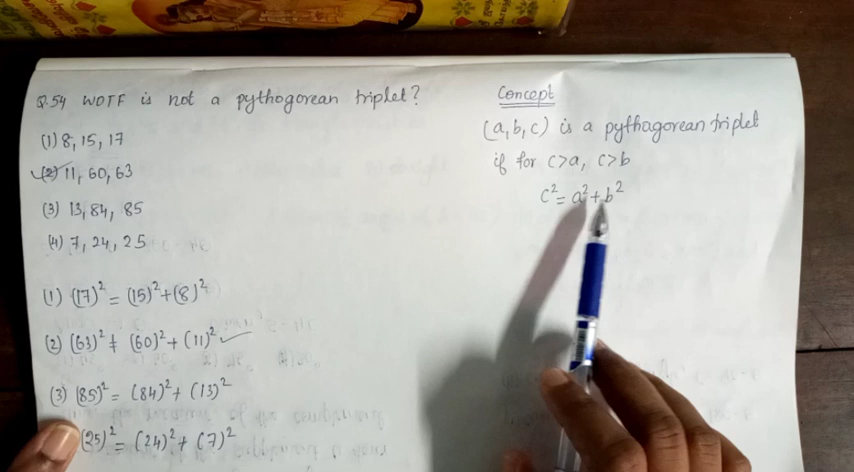 Q.54 WOTF is not a pythogorean triplet?
(1) 8, 15, 17
(2) 11, 60, 63
(3) 13, 84, 85
(4) 7, 24, 25
(1) (17)² = (15)² + (8)²
(2) (63)² ≠ (60)² + (11)² ✓
(3) (85)² = (84)² + (13)²
(25)² = (24)² + (7)²
Concept
(a, b, c) is a pythagorean triplet
if for c>a, c>b
c² = a² + b²